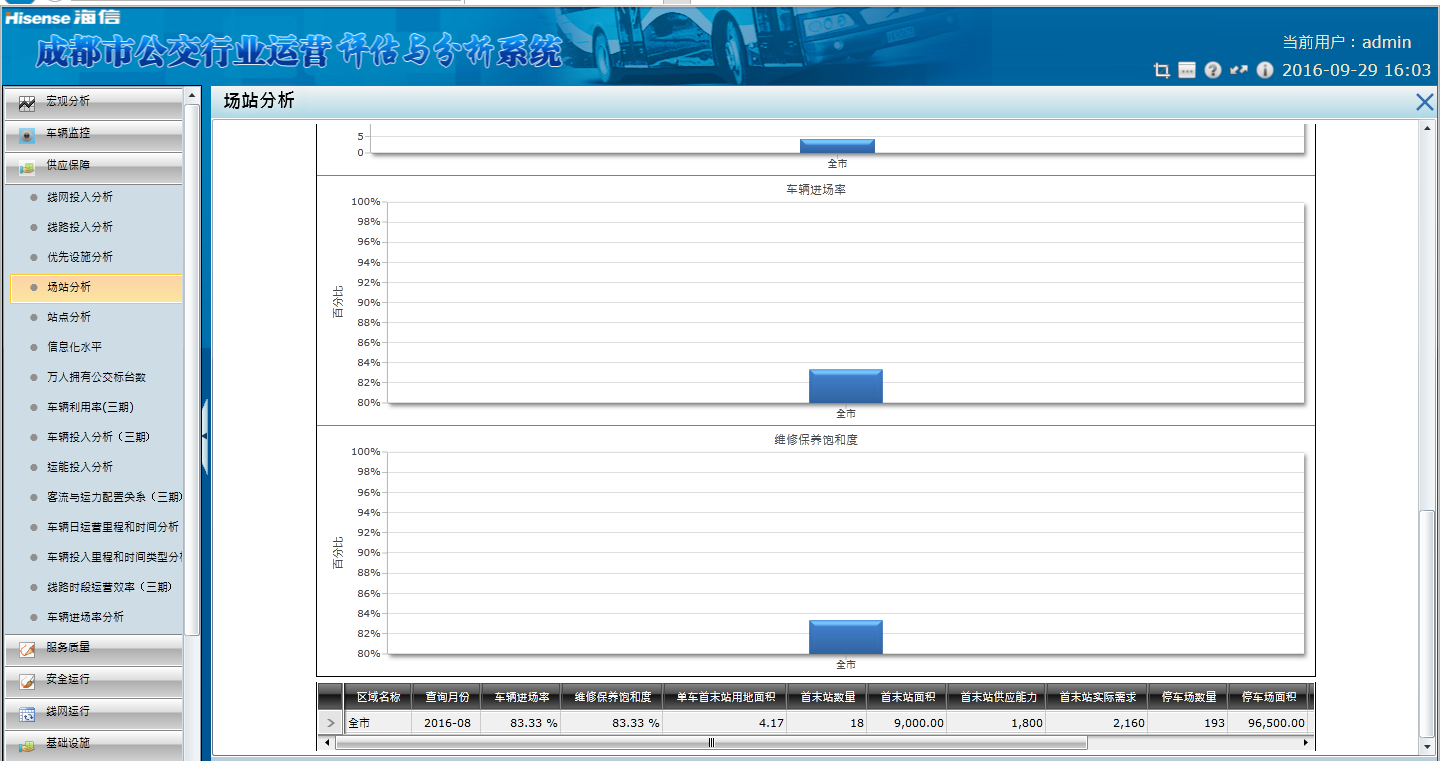 Hisense 海信
成都市公交行业运营评估与分析系统
当前用户：admin
2016-09-29 16:03
宏观分析
车辆监控
供应保障
线网投入分析
线路投入分析
优先设施分析
场站分析
站点分析
信息化水平
万人拥有公交标台数
车辆利用率(三期)
车辆投入分析（三期）
运能投入分析
客流与运力配置关系（三期）
车辆日运营里程和时间分析
车辆投入里程和时间类型分
线路时段运营效率（三期）
车辆进场率分析
服务质量
安全运行
线网运行
基础设施
场站分析
5
0
全市
车辆进场率
100%
98%
96%
94%
92%
90%
88%
86%
84%
82%
80%
百分比
全市
维修保养饱和度
100%
98%
96%
94%
92%
90%
88%
86%
84%
82%
80%
百分比
全市
区域名称 查询月份 车辆进场率 维修保养饱和度 单车首末站用地面积 首末站数量 首末站面积 首末站供应能力 首末站实际需求 停车场数量 停车场面积
全市 2016-08 83.33 % 83.33 % 4.17 18 9,000.00 1,800 2,160 193 96,500.00